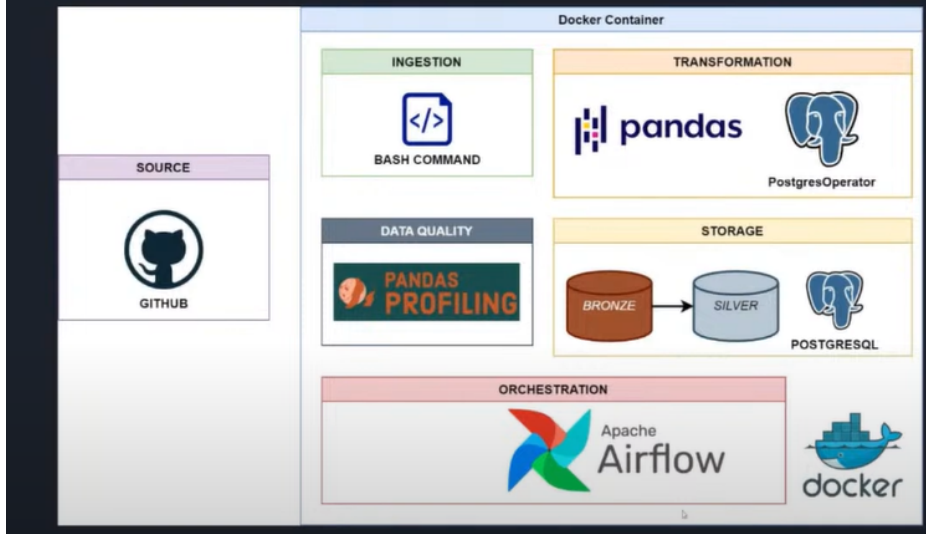 Docker Container
INGESTION
</>
BASH COMMAND
TRANSFORMATION
pandas
PostgresOperator
SOURCE
GITHUB
DATA QUALITY
PANDAS
PROFILING
STORAGE
BRONZE
SILVER
POSTGRESQL
ORCHESTRATION
Apache
Airflow
docker